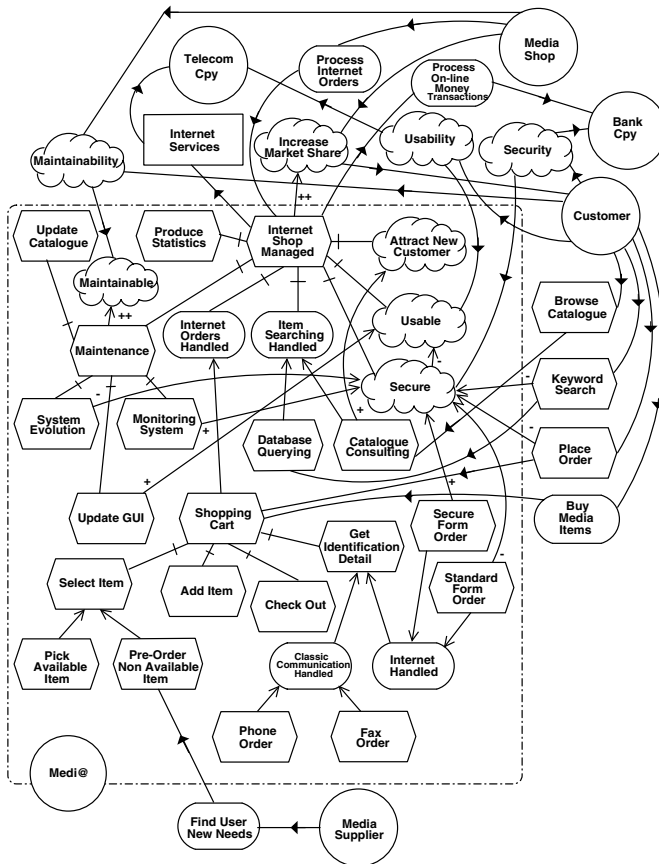 Media
Shop
Telecom
Cpy
Process
Internet
Orders
Process
On-line
Money
Transactions
Bank
Cpy
Internet
Services
Increase
Market Share
Usability
Security
Maintainability
++
Customer
Update
Catalogue
Produce
Statistics
Internet
Shop
Managed
Attract New
Customer
Maintainable
Browse
Catalogue
++
Usable
Internet
Orders
Handled
Item
Searching
Handled
Maintenance
-
Secure
-
Keyword
Search
-
System
Evolution
Monitoring
System
+
+
-
Place
Order
Database
Querying
Catalogue
Consulting
+
+
Update GUI
Shopping
Cart
Get
Identification
Detail
Secure
Form
Order
Buy
Media
Items
-
Select Item
Add Item
Check Out
Standard
Form
Order
Pick
Available
Item
Pre-Order
Non Available
Item
Classic
Communication
Handled
Internet
Handled
Phone
Order
Fax
Order
Medi@
Find User
New Needs
Media
Supplier